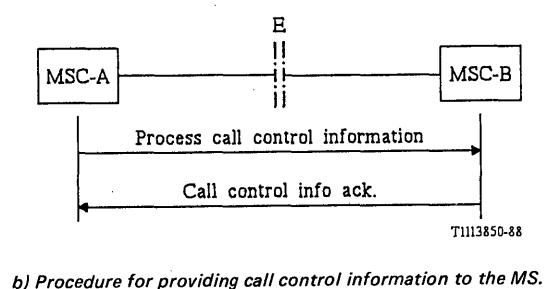 E
MSC-A
MSC-B
Process call control information
Call control info ack.
T1113850-88
b) Procedure for providing call control information to the MS.